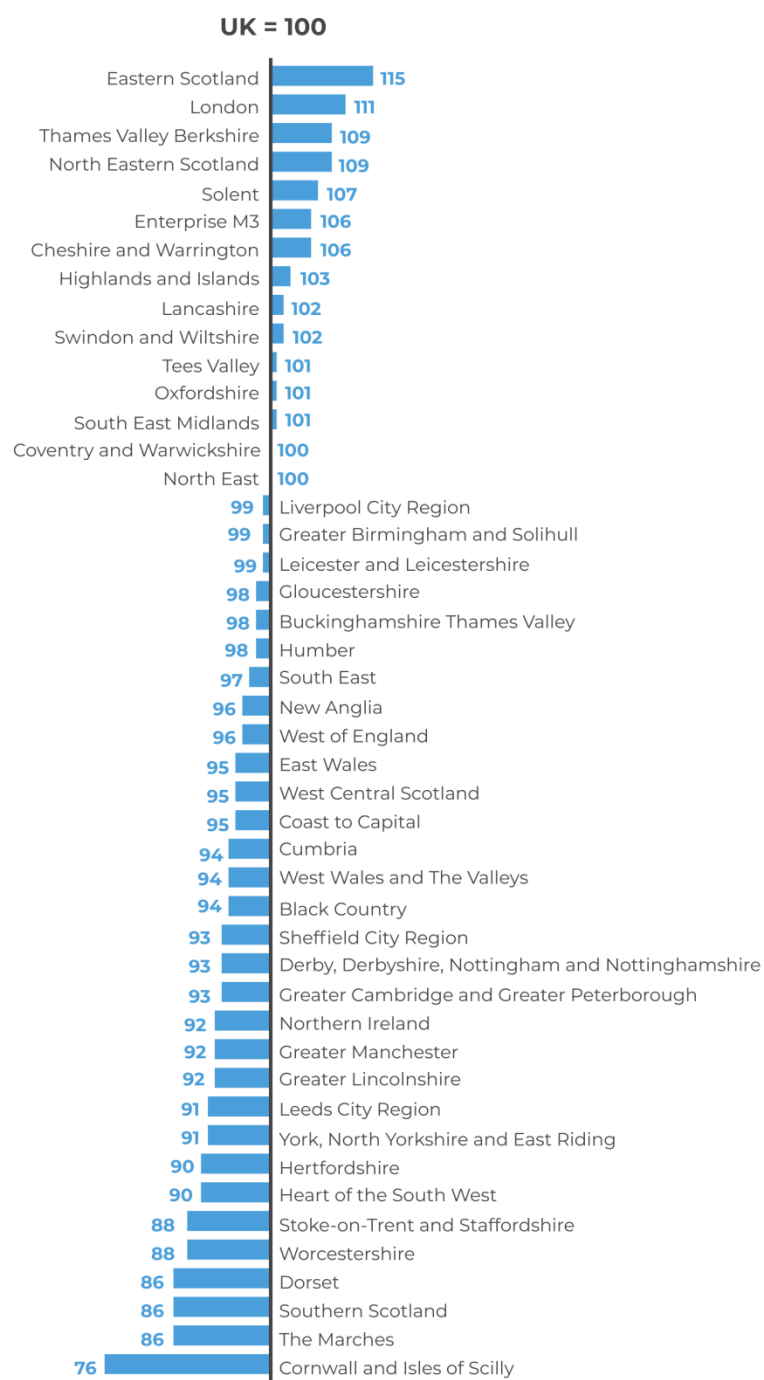 UK = 100
Eastern Scotland 115
London 111
Thames Valley Berkshire 109
North Eastern Scotland 109
Solent 107
Enterprise M3 106
Cheshire and Warrington 106
Highlands and Islands 103
Lancashire 102
Swindon and Wiltshire 102
Tees Valley 101
Oxfordshire 101
South East Midlands 101
Coventry and Warwickshire 100
North East 100
99 Liverpool City Region
99 Greater Birmingham and Solihull
99 Leicester and Leicestershire
98 Gloucestershire
98 Buckinghamshire Thames Valley
98 Humber
97 South East
96 New Anglia
96 West of England
95 East Wales
95 West Central Scotland
95 Coast to Capital
94 Cumbria
94 West Wales and The Valleys
94 Black Country
93 Sheffield City Region
93 Derby, Derbyshire, Nottingham and Nottinghamshire
93 Greater Cambridge and Greater Peterborough
92 Northern Ireland
92 Greater Manchester
92 Greater Lincolnshire
91 Leeds City Region
91 York, North Yorkshire and East Riding
90 Hertfordshire
90 Heart of the South West
88 Stoke-on-Trent and Staffordshire
88 Worcestershire
86 Dorset
86 Southern Scotland
86 The Marches
76 Cornwall and Isles of Scilly